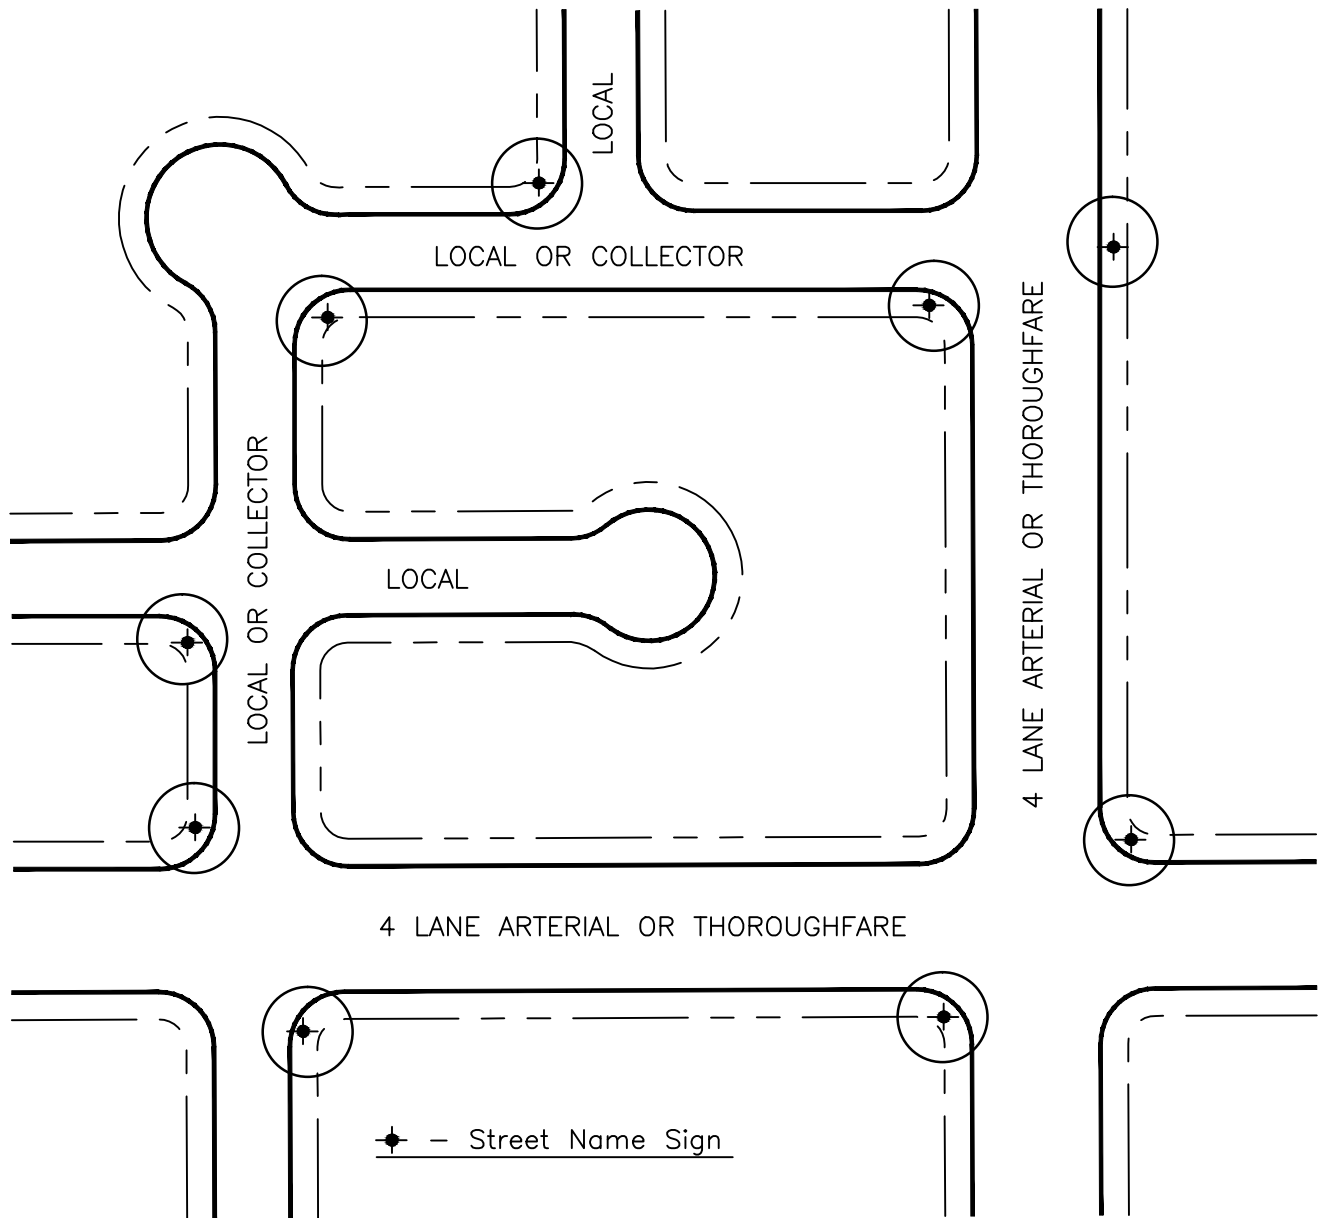 LOCAL
LOCAL OR COLLECTOR
4 LANE ARTERIAL OR THOROUGHFARE
LOCAL OR COLLECTOR
LOCAL
4 LANE ARTERIAL OR THOROUGHFARE
– Street Name Sign